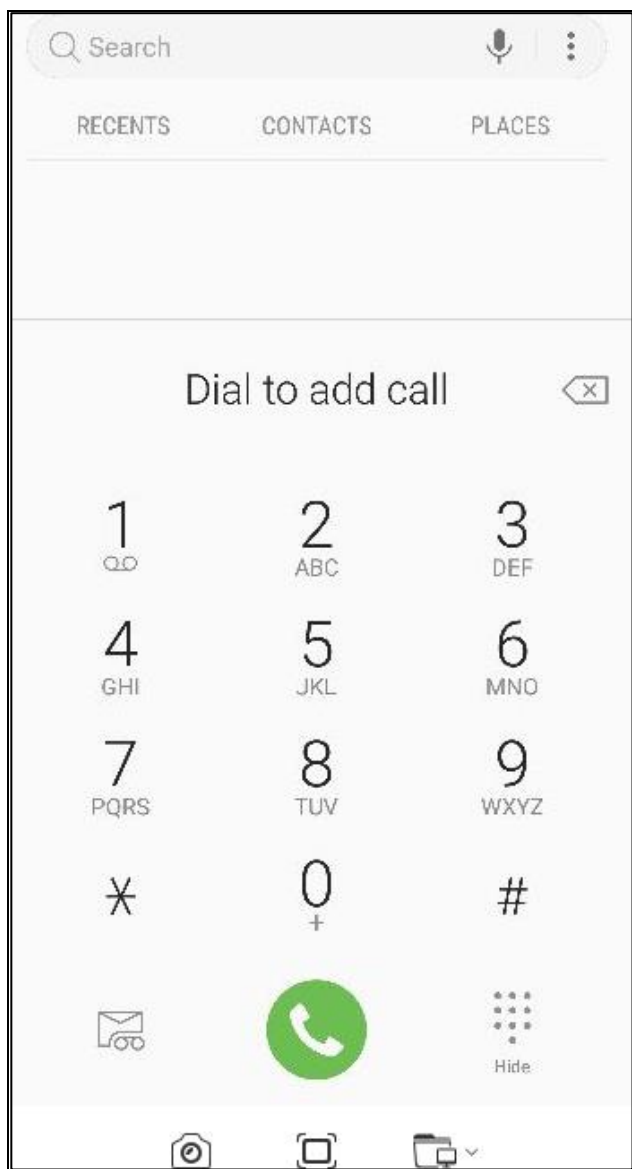 Search
RECENTS CONTACTS PLACES
Dial to add call
1 2 3
ABC DEF
4 5 6
GHI JKL MNO
7 8 9
PQRS TUV WXYZ
* 0 #
+
Hide